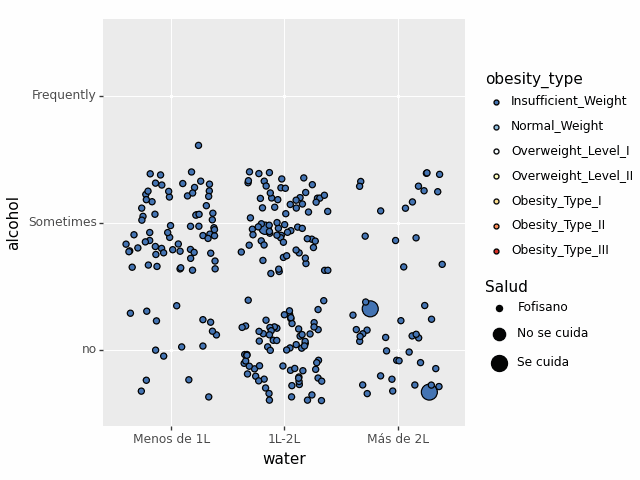 obesity_type
Insufficient_Weight
Normal_Weight
Overweight_Level_I
Overweight_Level_II
Obesity_Type_I
Obesity_Type_II
Obesity_Type_III
Salud
Fofisano
No se cuida
Se cuida
alcohol
Frequently
Sometimes
no
Menos de 1L
1L-2L
Más de 2L
water